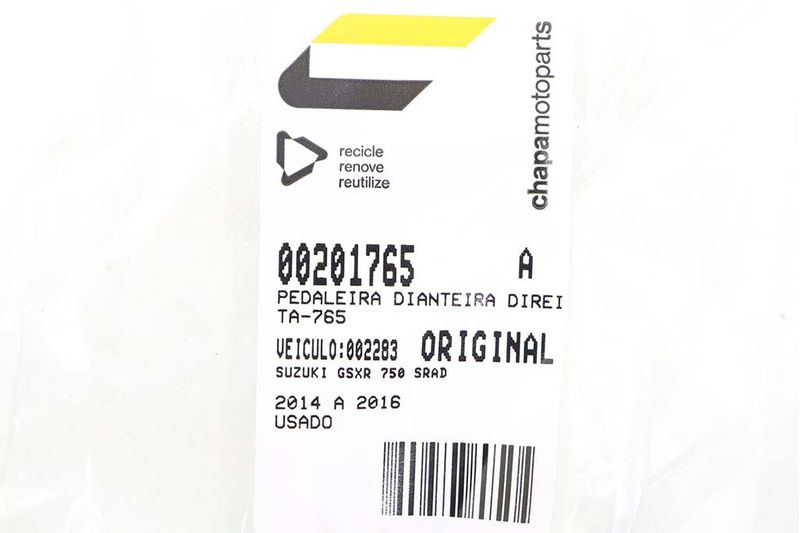 chapamotoparts
recicle
renove
reutilize
00201765 A
PEDALEIRA DIANTEIRA DIREI
TA-765
VEICULO:002283 ORIGINAL
SUZUKI GSXR 750 SRAD
2014 A 2016
USADO